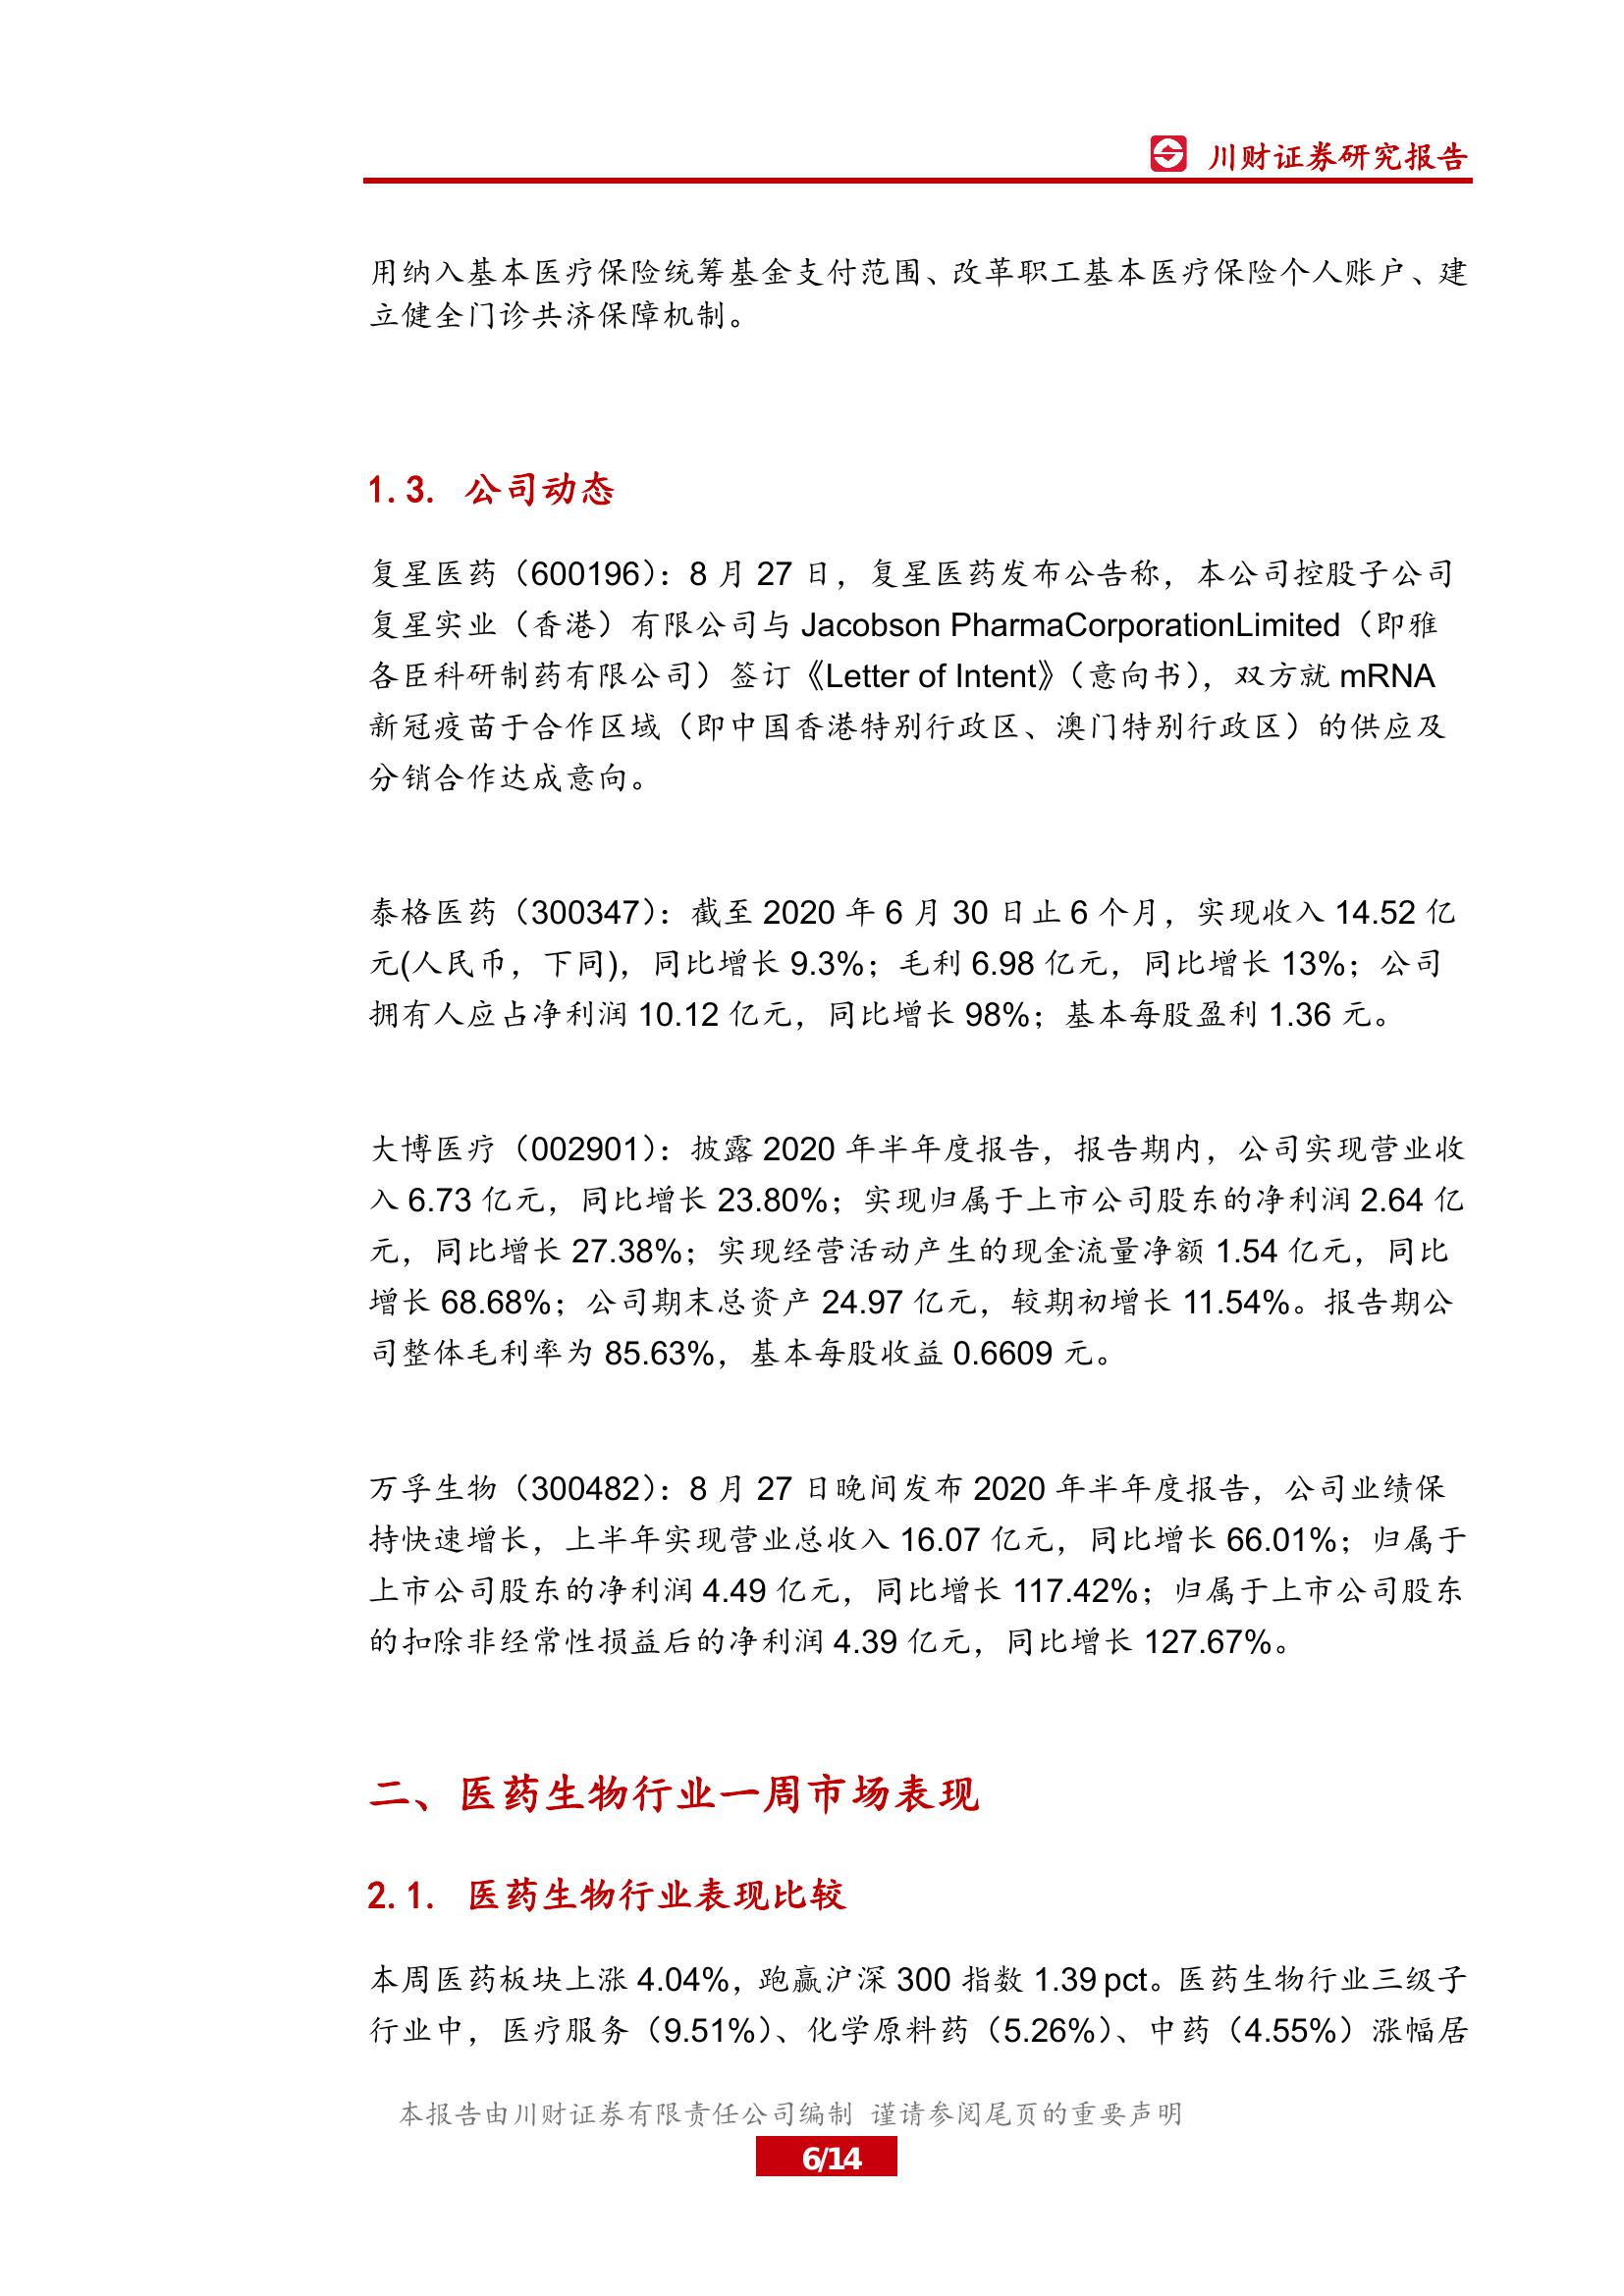 川财证券研究报告
用纳入基本医疗保险统筹基金支付范围、改革职工基本医疗保险个人账户、建
立健全门诊共济保障机制。
1.3. 公司动态
复星医药（600196）：8 月 27 日，复星医药发布公告称，本公司控股子公司
复星实业（香港）有限公司与 Jacobson PharmaCorporationLimited（即雅
各臣科研制药有限公司）签订《Letter of Intent》（意向书），双方就 mRNA
新冠疫苗于合作区域（即中国香港特别行政区、澳门特别行政区）的供应及
分销合作达成意向。
泰格医药（300347）：截至 2020 年 6 月 30 日止 6 个月，实现收入 14.52 亿
元(人民币，下同)，同比增长 9.3%；毛利 6.98 亿元，同比增长 13%；公司
拥有人应占净利润 10.12 亿元，同比增长 98%；基本每股盈利 1.36 元。
大博医疗（002901）：披露 2020 年半年度报告，报告期内，公司实现营业收
入 6.73 亿元，同比增长 23.80%；实现归属于上市公司股东的净利润 2.64 亿
元，同比增长 27.38%；实现经营活动产生的现金流量净额 1.54 亿元，同比
增长 68.68%；公司期末总资产 24.97 亿元，较期初增长 11.54%。报告期公
司整体毛利率为 85.63%，基本每股收益 0.6609 元。
万孚生物（300482）：8 月 27 日晚间发布 2020 年半年度报告，公司业绩保
持快速增长，上半年实现营业总收入 16.07 亿元，同比增长 66.01%；归属于
上市公司股东的净利润 4.49 亿元，同比增长 117.42%；归属于上市公司股东
的扣除非经常性损益后的净利润 4.39 亿元，同比增长 127.67%。
二、医药生物行业一周市场表现
2.1. 医药生物行业表现比较
本周医药板块上涨 4.04%，跑赢沪深 300 指数 1.39 pct。医药生物行业三级子
行业中，医疗服务（9.51%）、化学原料药（5.26%）、中药（4.55%）涨幅居
本报告由川财证券有限责任公司编制 谨请参阅尾页的重要声明
6/14